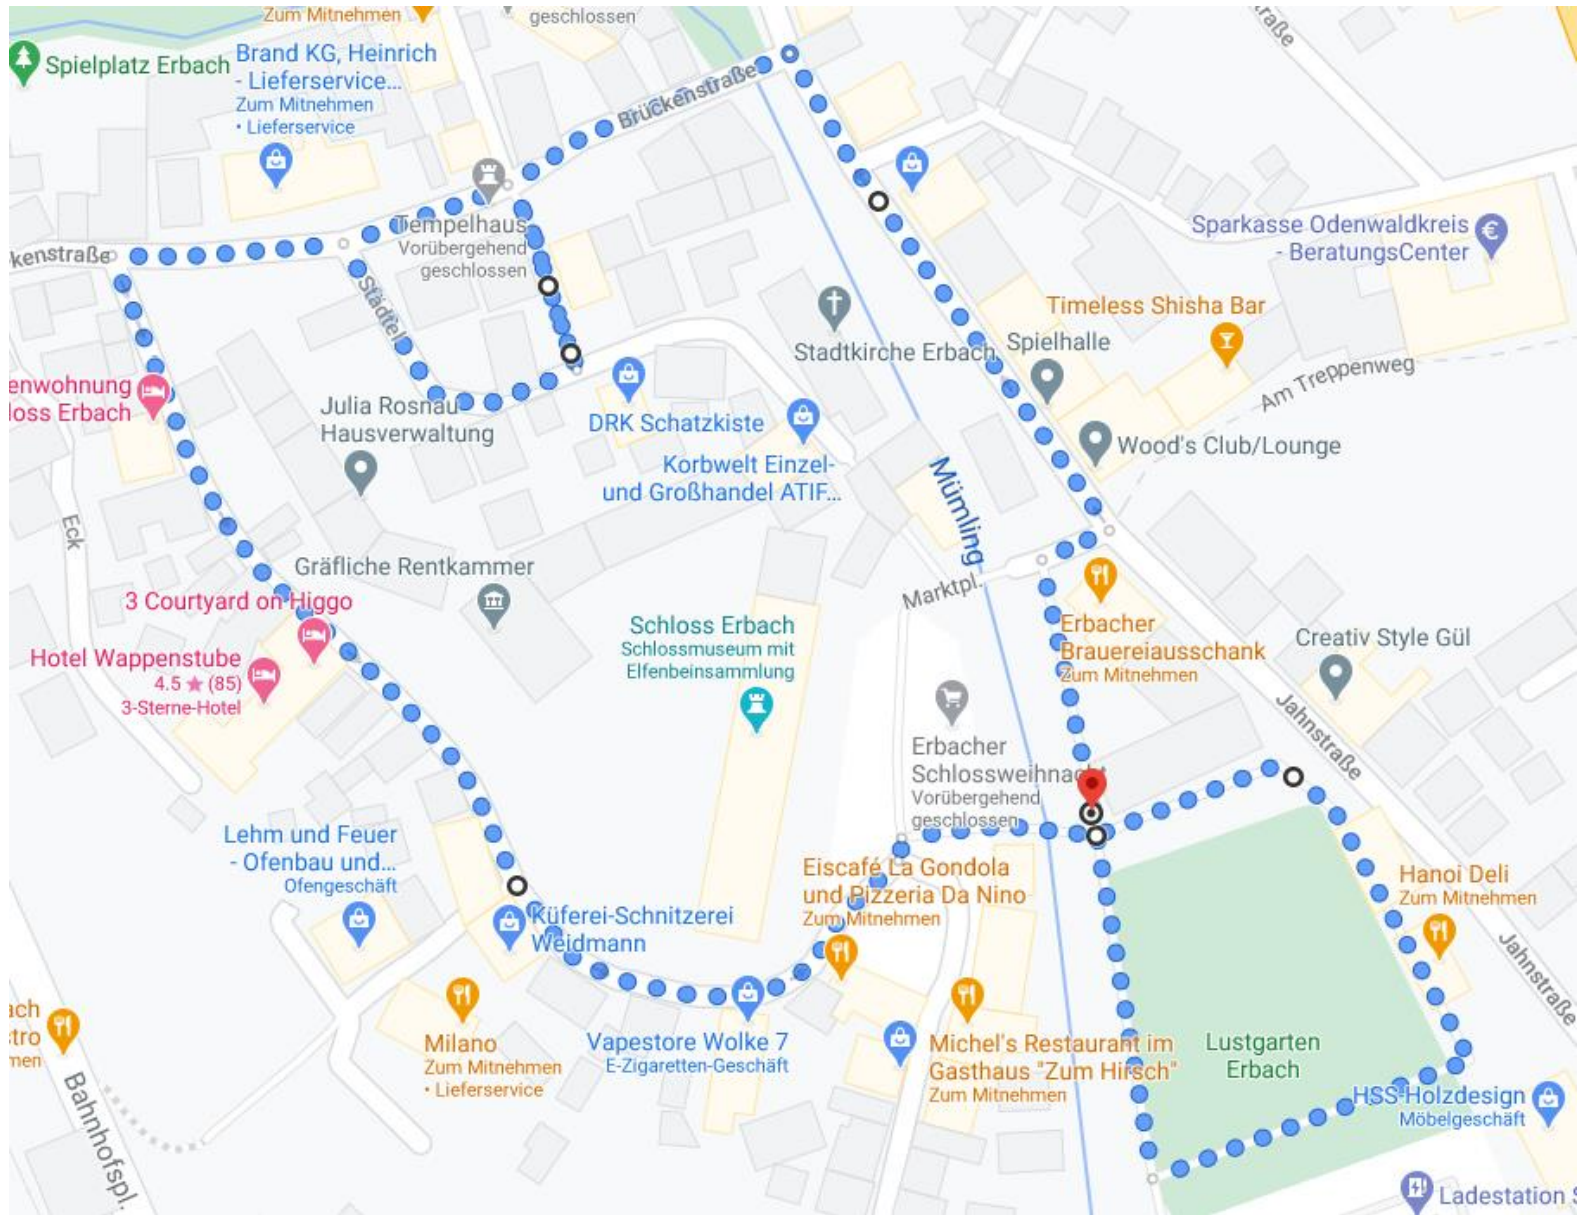 Zum Mitnehmen
geschlossen
raße
Spielplatz Erbach
Brand KG, Heinrich
- Lieferservice...
Zum Mitnehmen
• Lieferservice
Brückenstraße
Tempelhaus
Vorübergehend
geschlossen
kenstraße
Städtel
Sparkasse Odenwaldkreis
- BeratungsCenter
Timeless Shisha Bar
Stadtkirche Erbach
Spielhalle
Am Treppenweg
enwohnung
loss Erbach
Julia Rosnau
Hausverwaltung
DRK Schatzkiste
Korbwelt Einzel-
und Großhandel ATIF...
Wood's Club/Lounge
Mümling
Eck
Gräfliche Rentkammer
Marktpl.
3 Courtyard on Higgo
Hotel Wappenstube
4.5 ★ (85)
3-Sterne-Hotel
Schloss Erbach
Schlossmuseum mit
Elfenbeinsammlung
Erbacher
Brauereiausschank
Zum Mitnehmen
Creativ Style Gül
Jahnstraße
Erbacher
Schlossweihnacht
Vorübergehend
geschlossen
Lehm und Feuer
- Ofenbau und...
Ofengeschäft
Eiscafé La Gondola
und Pizzeria Da Nino
Zum Mitnehmen
Hanoi Deli
Zum Mitnehmen
Küferei-Schnitzerei
Weidmann
Jahnstraße
ach
stro
men
Milano
Zum Mitnehmen
• Lieferservice
Vapestore Wolke 7
E-Zigaretten-Geschäft
Michel's Restaurant im
Gasthaus "Zum Hirsch"
Zum Mitnehmen
Lustgarten
Erbach
HSS-Holzdesign
Möbelgeschäft
Bahnhofspl.
Ladestation S